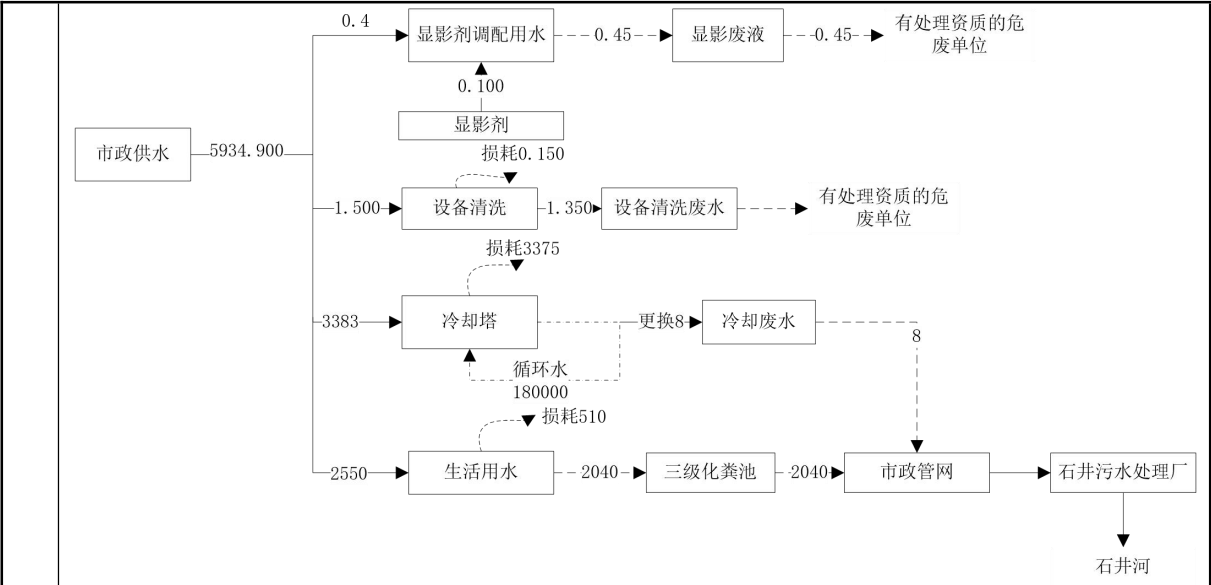 0.4
显影剂调配用水
0.45
显影废液
0.45
有处理资质的危
废单位
0.100
显影剂
市政供水
5934.900
损耗0.150
1.500
设备清洗
1.350
设备清洗废水
有处理资质的危
废单位
损耗3375
3383
冷却塔
更换8
冷却废水
8
循环水
180000
损耗510
2550
生活用水
2040
三级化粪池
2040
市政管网
石井污水处理厂
石井河